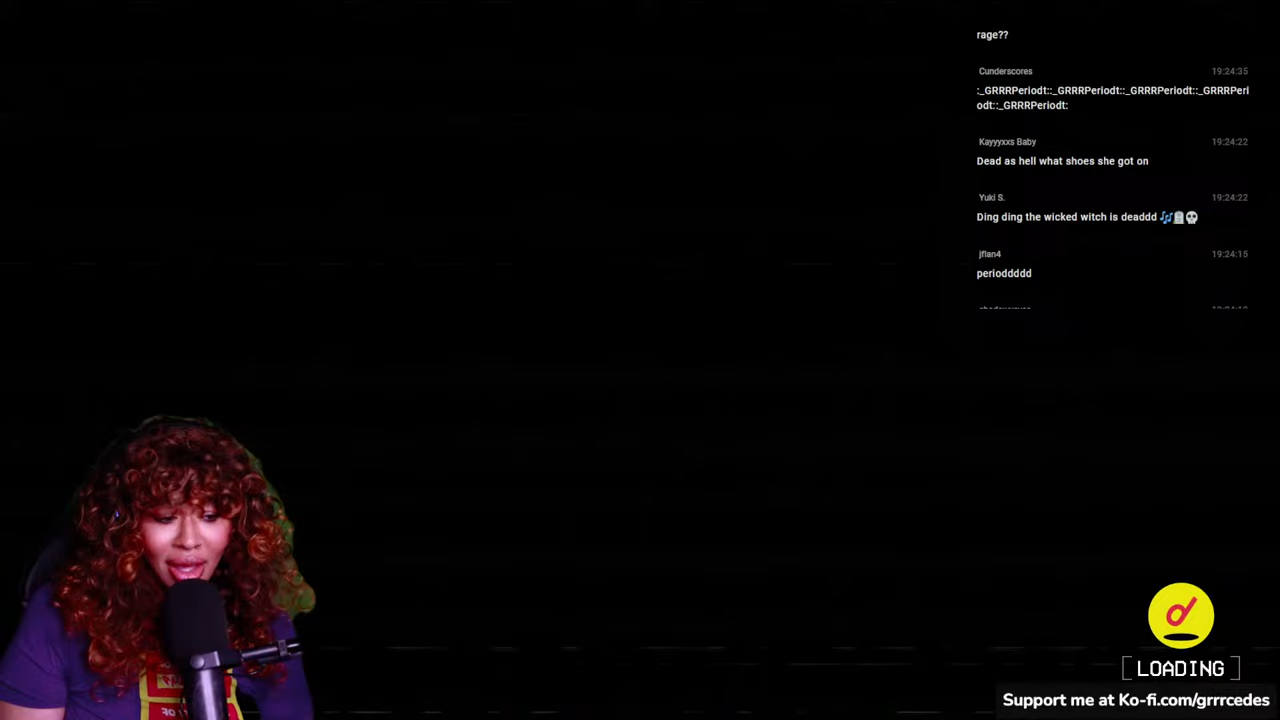 rage??
Cunderscores 19:24:35
:_GRRRPeriodt::_GRRRPeriodt::_GRRRPeriodt::_GRRRPeri
odt::_GRRRPeriodt:
Kayyyxxs Baby 19:24:22
Dead as hell what shoes she got on
Yuki S. 19:24:22
Ding ding the wicked witch is deaddd 🎶🪦💀
jflan4 19:24:15
perioddddd
LOADING
Support me at Ko-fi.com/grrrcedes